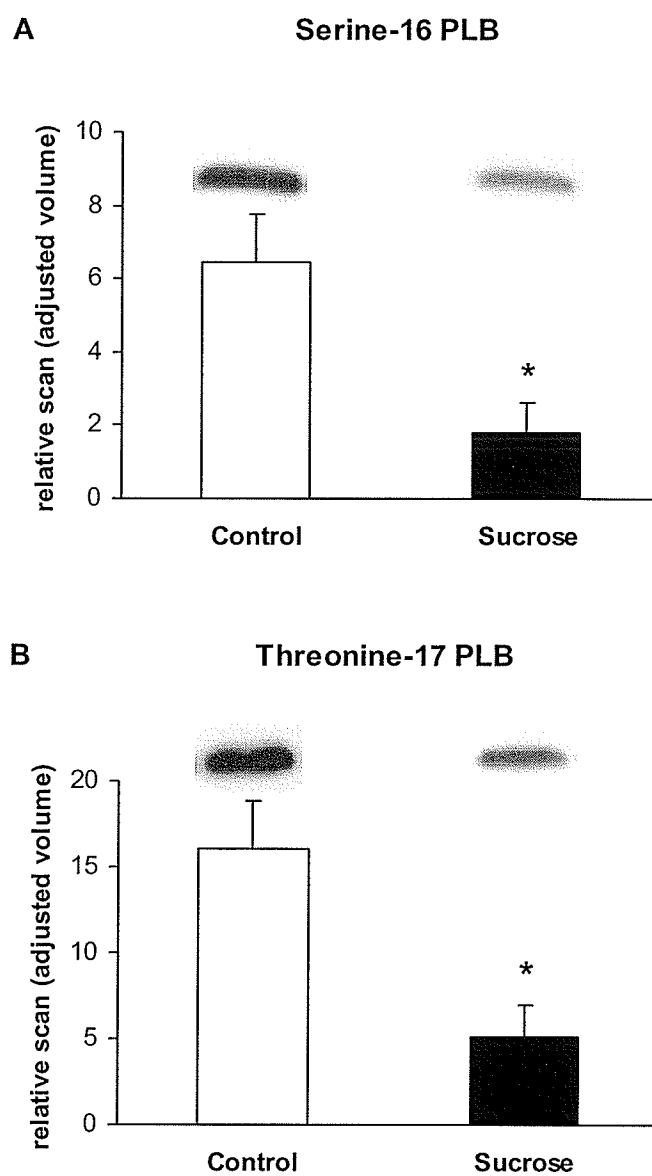 A
Serine-16 PLB
relative scan (adjusted volume)
10
8
6
4
2
0
*
Control
Sucrose
B
Threonine-17 PLB
relative scan (adjusted volume)
20
15
10
5
0
*
Control
Sucrose